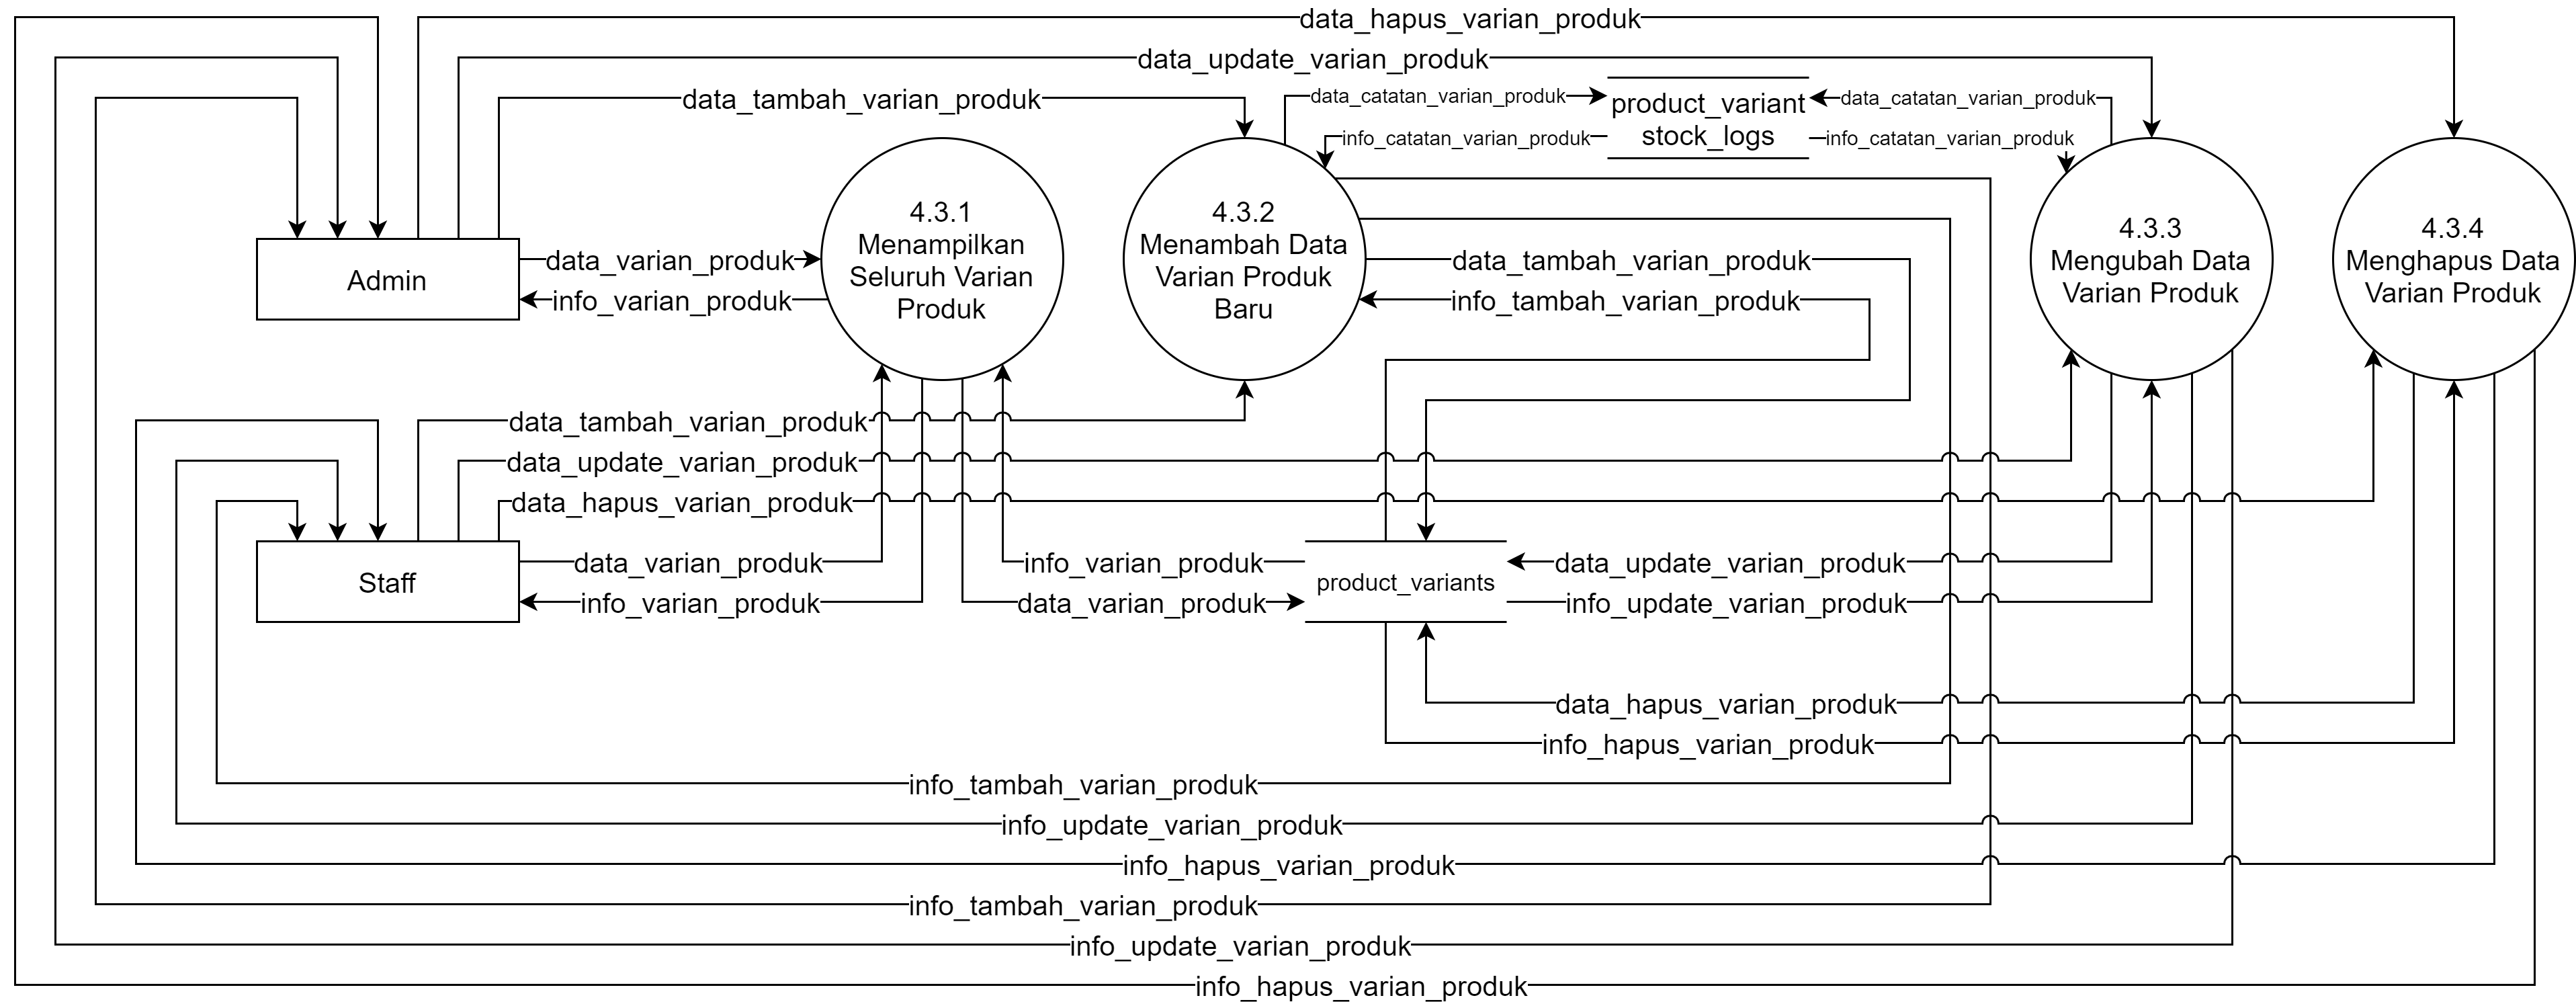 data_hapus_varian_produk
data_update_varian_produk
data_tambah_varian_produk
data_catatan_varian_produk
product_variant
stock_logs
data_catatan_varian_produk
info_catatan_varian_produk
info_catatan_varian_produk
Admin
data_varian_produk
info_varian_produk
4.3.1
Menampilkan
Seluruh Varian
Produk
4.3.2
Menambah Data
Varian Produk
Baru
data_tambah_varian_produk
info_tambah_varian_produk
4.3.3
Mengubah Data
Varian Produk
4.3.4
Menghapus Data
Varian Produk
data_tambah_varian_produk
data_update_varian_produk
data_hapus_varian_produk
Staff
data_varian_produk
info_varian_produk
info_varian_produk
data_varian_produk
product_variants
data_update_varian_produk
info_update_varian_produk
data_hapus_varian_produk
info_hapus_varian_produk
info_tambah_varian_produk
info_update_varian_produk
info_hapus_varian_produk
info_tambah_varian_produk
info_update_varian_produk
info_hapus_varian_produk